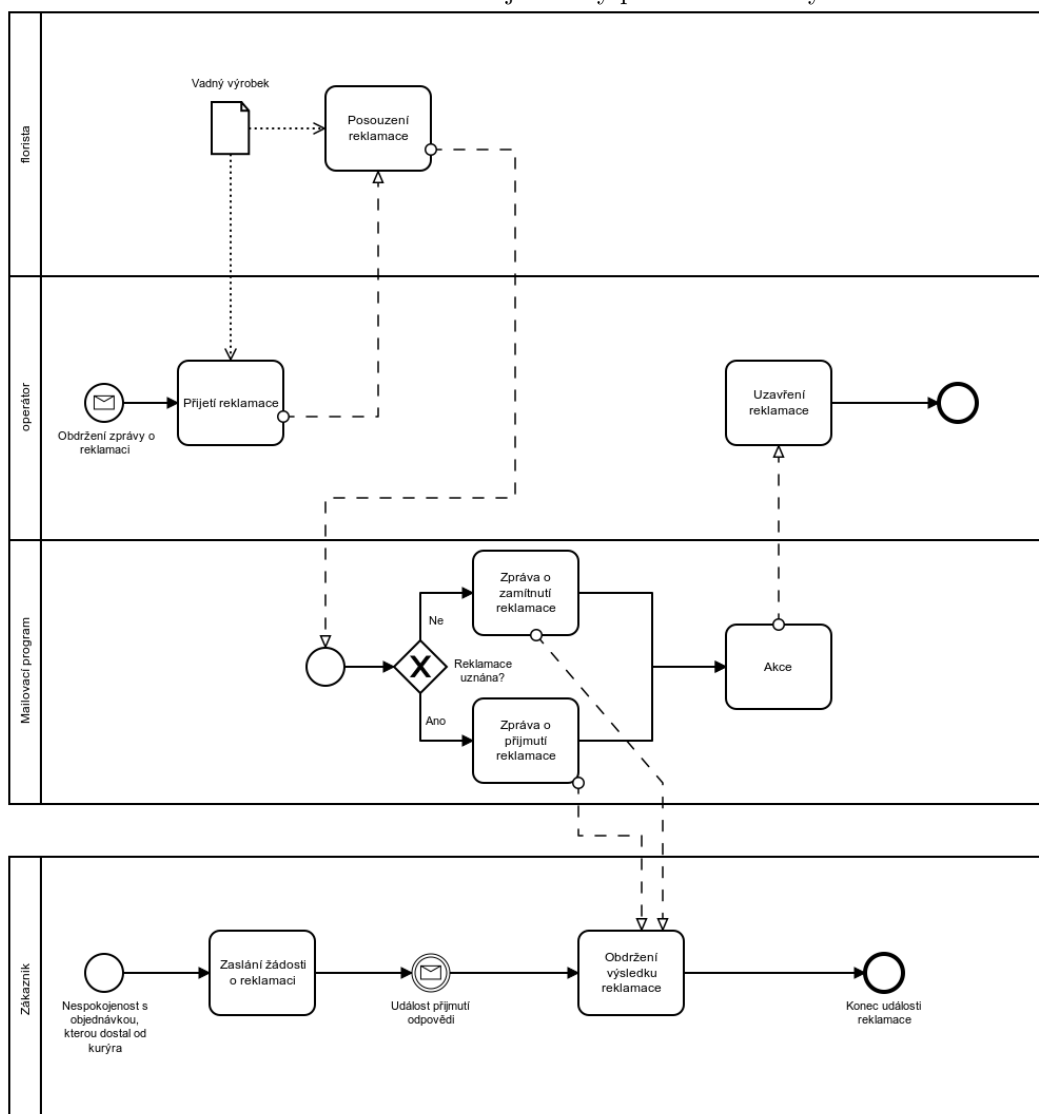 florista
Vadný výrobek
Posouzení
reklamace
operátor
Obdržení zprávy o
reklamaci
Přijetí reklamace
Uzavření
reklamace
Mailovací program
Zpráva o
zamítnutí
reklamace
Ne
Reklamace
uznána?
Ano
Zpráva o
přijmutí
reklamace
Akce
Zákaznik
Nespokojenost s
objednávkou,
kterou dostal od
kurýra
Zaslání žádosti
o reklamaci
Událost přijmutí
odpovědi
Obdržení
výsledku
reklamace
Konec události
reklamace